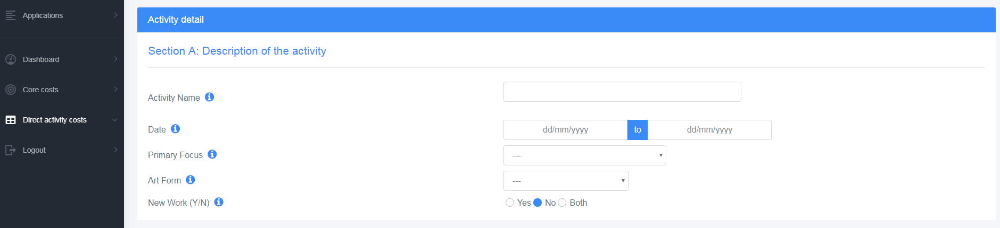 Applications
Dashboard
Core costs
Direct activity costs
Logout
Activity detail
Section A: Description of the activity
Activity Name
Date dd/mm/yyyy to dd/mm/yyyy
Primary Focus ---
Art Form ---
New Work (Y/N) Yes No Both